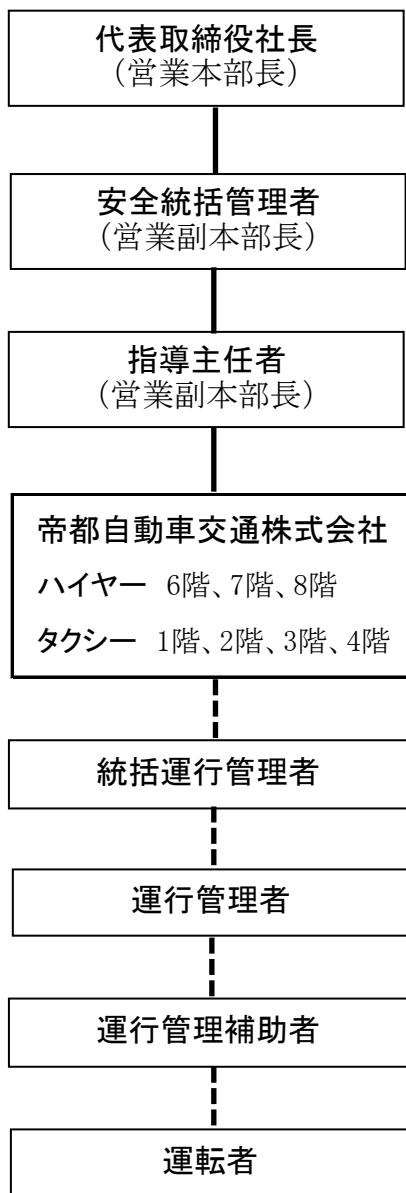 代表取締役社長
(営業本部長)
安全統括管理者
(営業副本部長)
指導主任者
(営業副本部長)
帝都自動車交通株式会社
ハイヤー 6階、7階、8階
タクシー 1階、2階、3階、4階
統括運行管理者
運行管理者
運行管理補助者
運転者